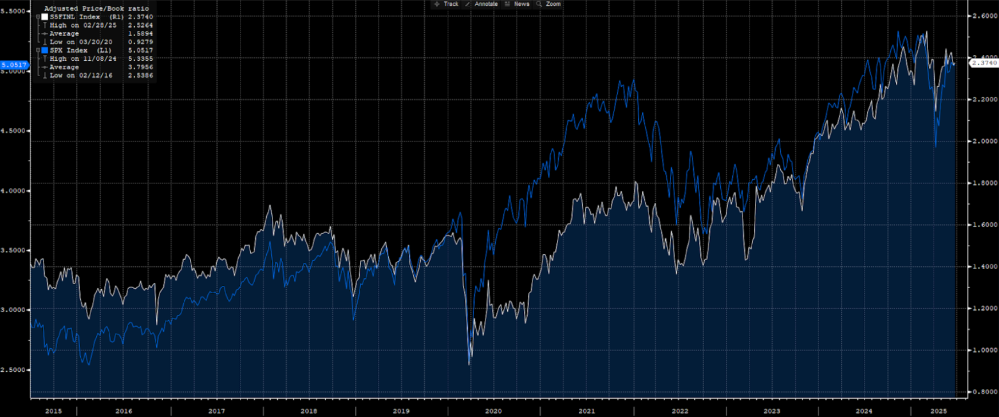 Track Annotate News Zoom
Adjusted Price/Book ratio
S5FINL Index (R1) 2.3740
High on 02/28/25 2.5264
Average 1.5894
Low on 03/20/20 0.9279
SPX Index (L1) 5.0517
High on 11/08/24 5.3355
Average 3.7956
Low on 02/12/16 2.5386
5.5000
5.0517
5.0000
4.5000
4.0000
3.5000
3.0000
2.5000
2.6000
2.4000
2.3740
2.2000
2.0000
1.8000
1.6000
1.4000
1.2000
1.0000
0.8000
2015 2016 2017 2018 2019 2020 2021 2022 2023 2024 2025